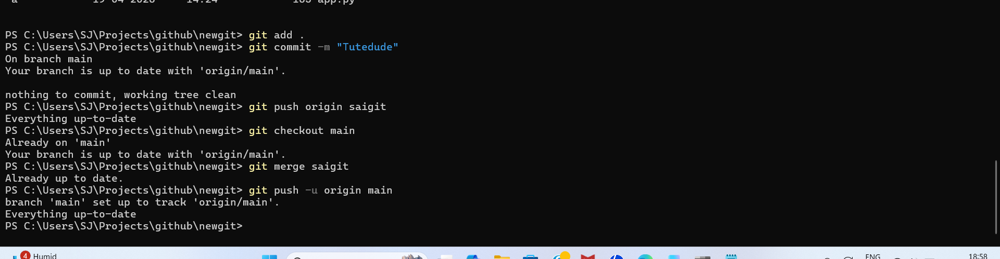 PS C:\Users\SJ\Projects\github\newgit> git add .
PS C:\Users\SJ\Projects\github\newgit> git commit -m "Tutedude"
On branch main
Your branch is up to date with 'origin/main'.
nothing to commit, working tree clean
PS C:\Users\SJ\Projects\github\newgit> git push origin saigit
Everything up-to-date
PS C:\Users\SJ\Projects\github\newgit> git checkout main
Already on 'main'
Your branch is up to date with 'origin/main'.
PS C:\Users\SJ\Projects\github\newgit> git merge saigit
Already up to date.
PS C:\Users\SJ\Projects\github\newgit> git push -u origin main
branch 'main' set up to track 'origin/main'.
Everything up-to-date
PS C:\Users\SJ\Projects\github\newgit>
4 Humid
ENG
18:58